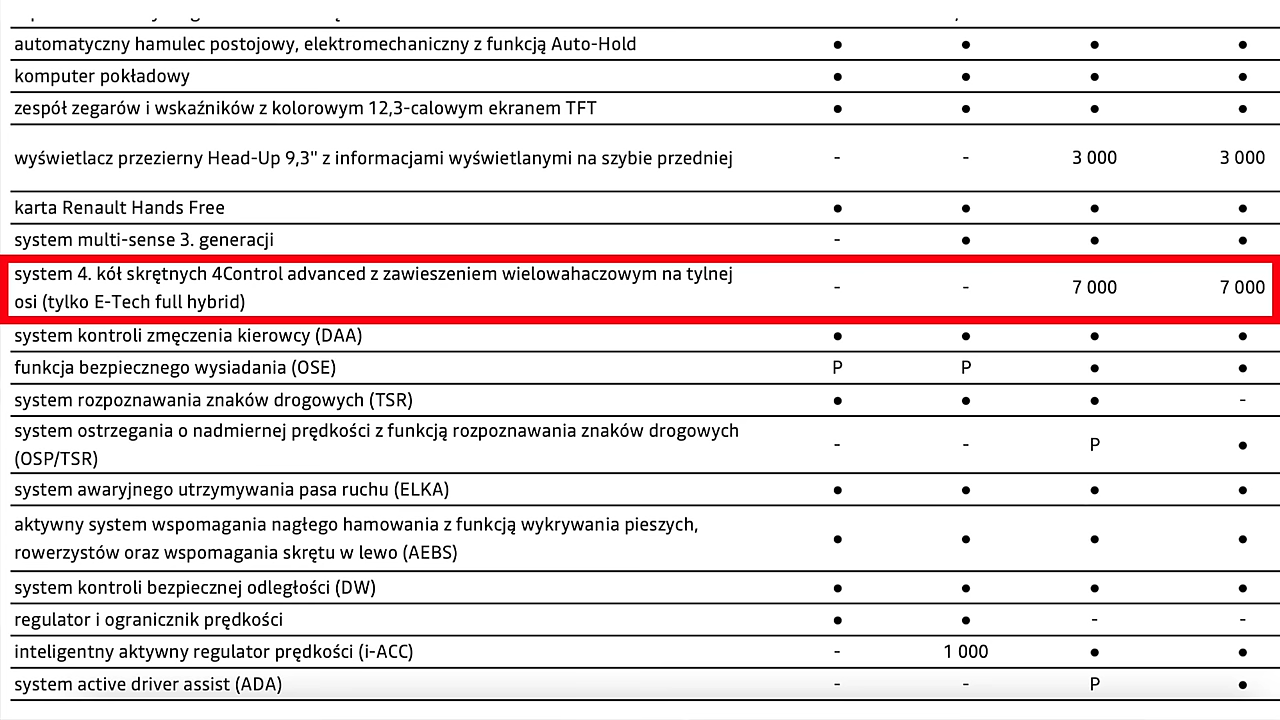 automatyczny hamulec postojowy, elektromechaniczny z funkcją Auto-Hold ● ● ● ●
komputer pokładowy ● ● ● ●
zespół zegarów i wskaźników z kolorowym 12,3-calowym ekranem TFT ● ● ● ●
wyświetlacz przezierny Head-Up 9,3" z informacjami wyświetlanymi na szybie przedniej - - 3 000 3 000
karta Renault Hands Free ● ● ● ●
system multi-sense 3. generacji - ● ● ●
system 4. kół skrętnych 4Control advanced z zawieszeniem wielowahaczowym na tylnej
osi (tylko E-Tech full hybrid) - - 7 000 7 000
system kontroli zmęczenia kierowcy (DAA) ● ● ● ●
funkcja bezpiecznego wysiadania (OSE) P P ● ●
system rozpoznawania znaków drogowych (TSR) ● ● ● -
system ostrzegania o nadmiernej prędkości z funkcją rozpoznawania znaków drogowych
(OSP/TSR) - - P ●
system awaryjnego utrzymywania pasa ruchu (ELKA) ● ● ● ●
aktywny system wspomagania nagłego hamowania z funkcją wykrywania pieszych,
rowerzystów oraz wspomagania skrętu w lewo (AEBS) ● ● ● ●
system kontroli bezpiecznej odległości (DW) ● ● ● ●
regulator i ogranicznik prędkości ● ● - -
inteligentny aktywny regulator prędkości (i-ACC) - 1 000 ● ●
system active driver assist (ADA) - - P ●